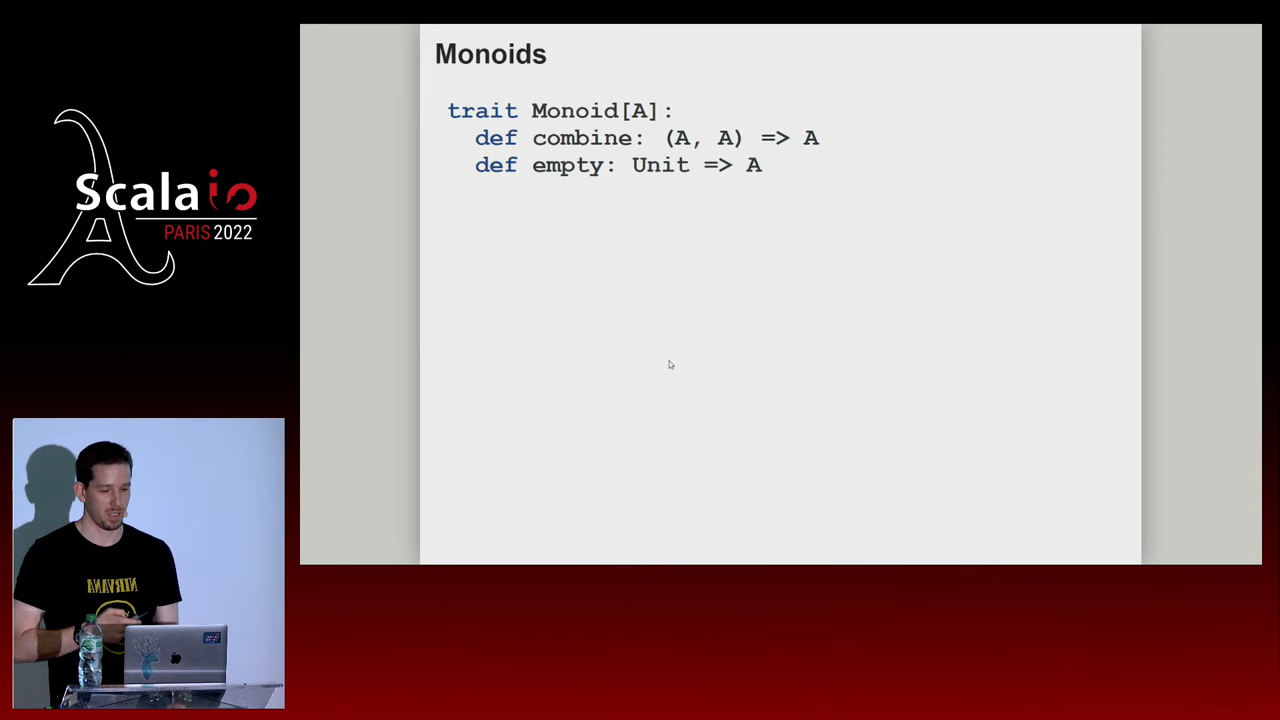 Monoids
trait Monoid[A]:
def combine: (A, A) => A
def empty: Unit => A
Scala io
PARIS 2022
NIRVANA